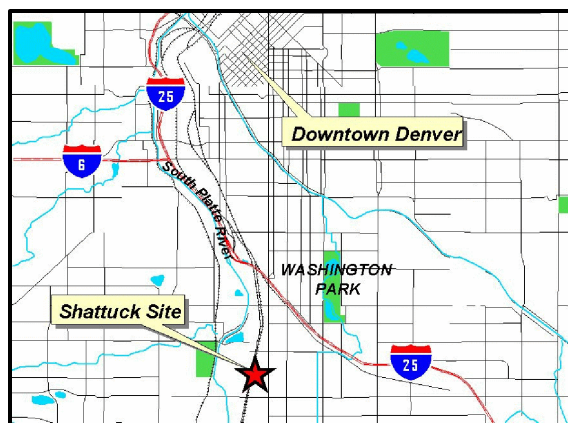 25
Downtown Denver
6
South Platte River
WASHINGTON
PARK
Shattuck Site
25